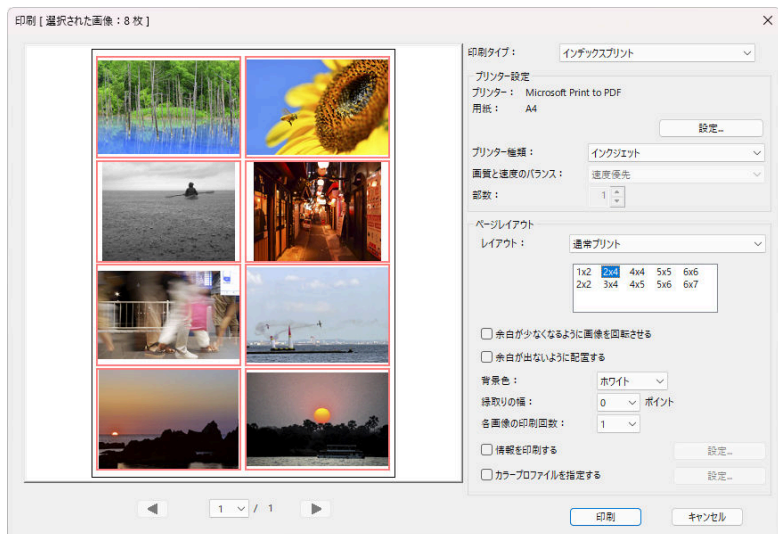 印刷 [ 選択された画像：8 枚 ]
印刷タイプ： インデックスプリント
プリンター設定
プリンター： Microsoft Print to PDF
用紙： A4
設定...
プリンター種類： インクジェット
画質と速度のバランス： 速度優先
部数： 1
ページレイアウト
レイアウト： 通常プリント
1x2 2x4 4x4 5x5 6x6
2x2 3x4 4x5 5x6 6x7
余白が少なくなるように画像を回転させる
余白が出ないように配置する
背景色： ホワイト
縁取りの幅： 0 ポイント
各画像の印刷回数： 1
情報を印刷する 設定...
カラープロファイルを指定する 設定...
1 / 1
印刷 キャンセル